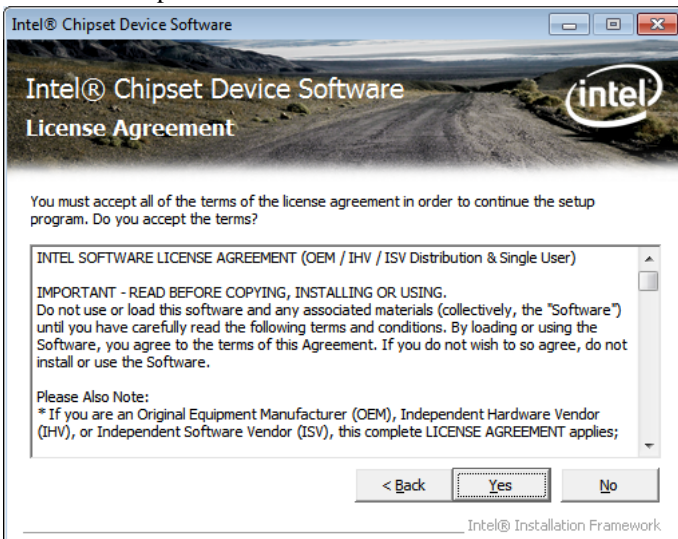 Intel® Chipset Device Software
Intel® Chipset Device Software
intel
License Agreement
You must accept all of the terms of the license agreement in order to continue the setup
program. Do you accept the terms?
INTEL SOFTWARE LICENSE AGREEMENT (OEM / IHV / ISV Distribution & Single User)
IMPORTANT - READ BEFORE COPYING, INSTALLING OR USING.
Do not use or load this software and any associated materials (collectively, the "Software")
until you have carefully read the following terms and conditions. By loading or using the
Software, you agree to the terms of this Agreement. If you do not wish to so agree, do not
install or use the Software.
Please Also Note:
* If you are an Original Equipment Manufacturer (OEM), Independent Hardware Vendor
(IHV), or Independent Software Vendor (ISV), this complete LICENSE AGREEMENT applies;
< Back Yes No
Intel® Installation Framework